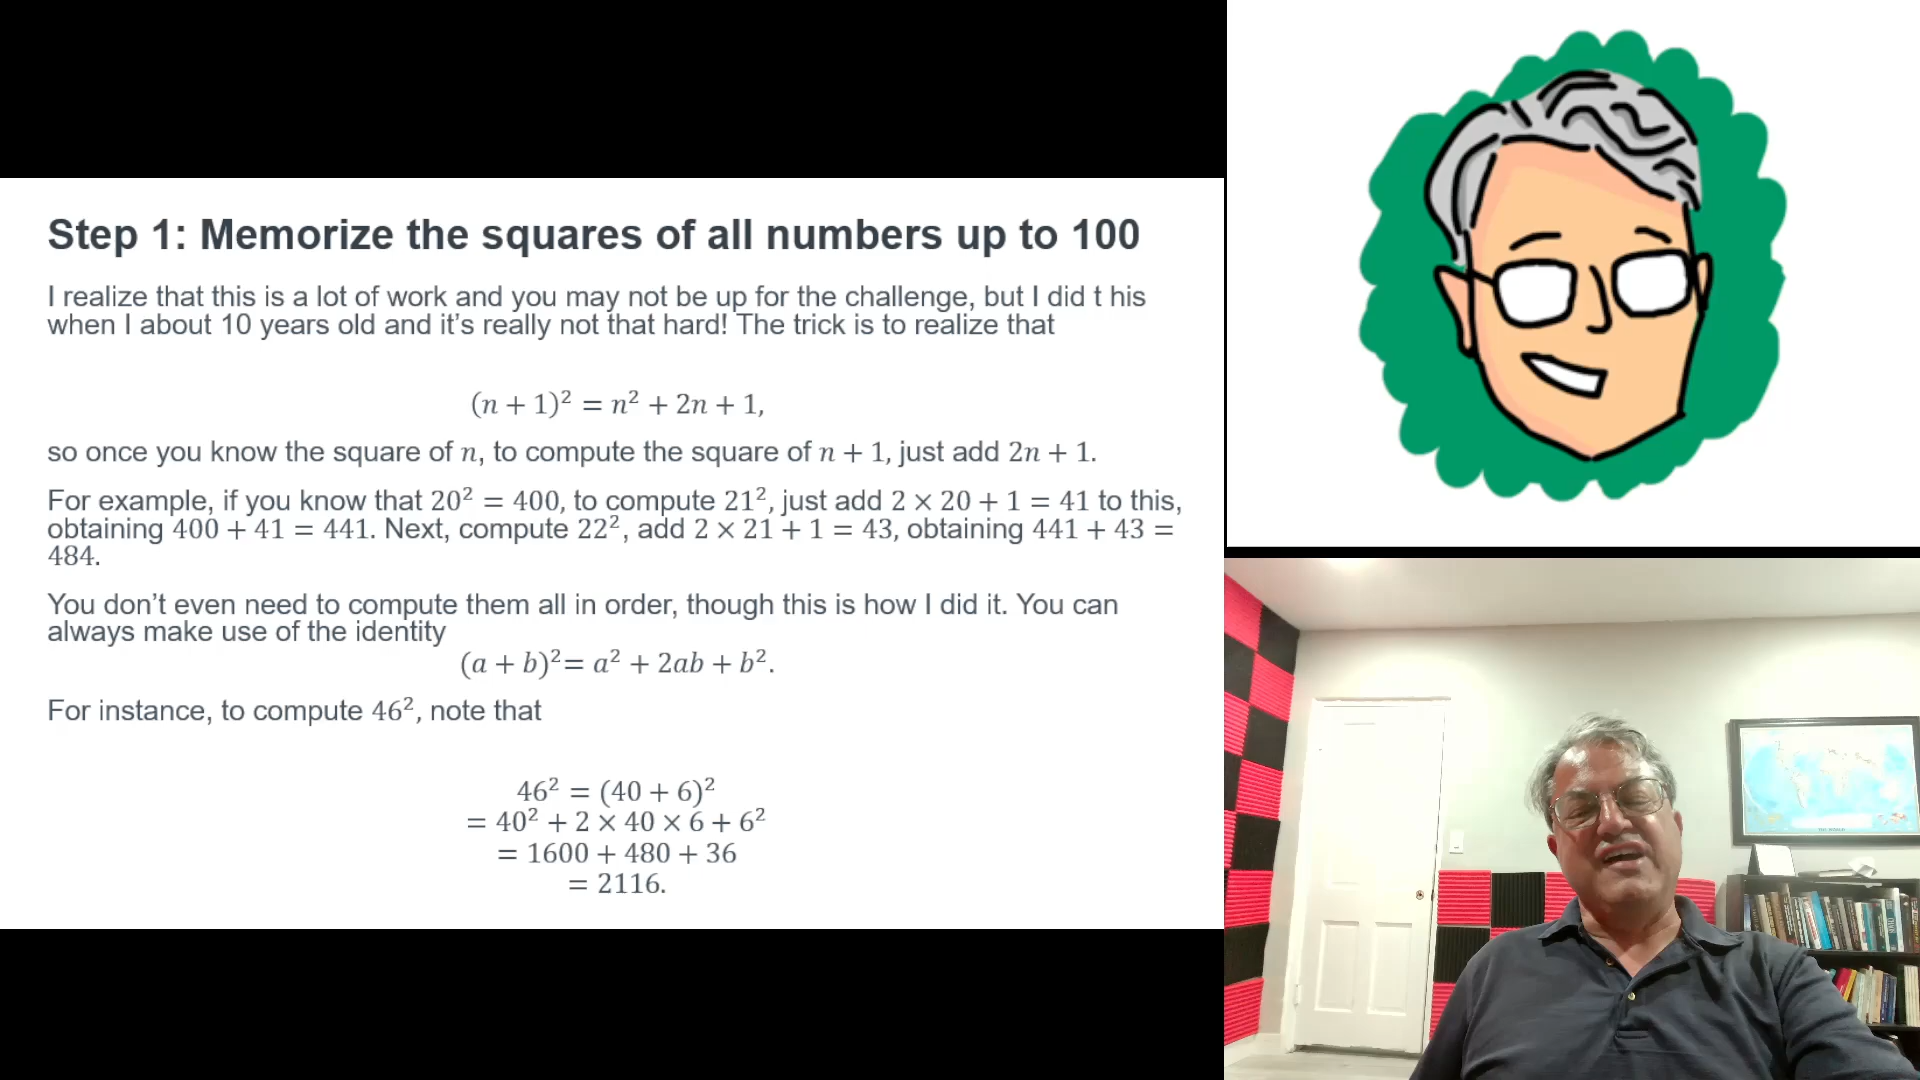 Step 1: Memorize the squares of all numbers up to 100
I realize that this is a lot of work and you may not be up for the challenge, but I did t his
when I about 10 years old and it’s really not that hard! The trick is to realize that
(n + 1)² = n² + 2n + 1,
so once you know the square of n, to compute the square of n + 1, just add 2n + 1.
For example, if you know that 20² = 400, to compute 21², just add 2 × 20 + 1 = 41 to this,
obtaining 400 + 41 = 441. Next, compute 22², add 2 × 21 + 1 = 43, obtaining 441 + 43 =
484.
You don’t even need to compute them all in order, though this is how I did it. You can
always make use of the identity
(a + b)²= a² + 2ab + b².
For instance, to compute 46², note that
46² = (40 + 6)²
= 40² + 2 × 40 × 6 + 6²
= 1600 + 480 + 36
= 2116.